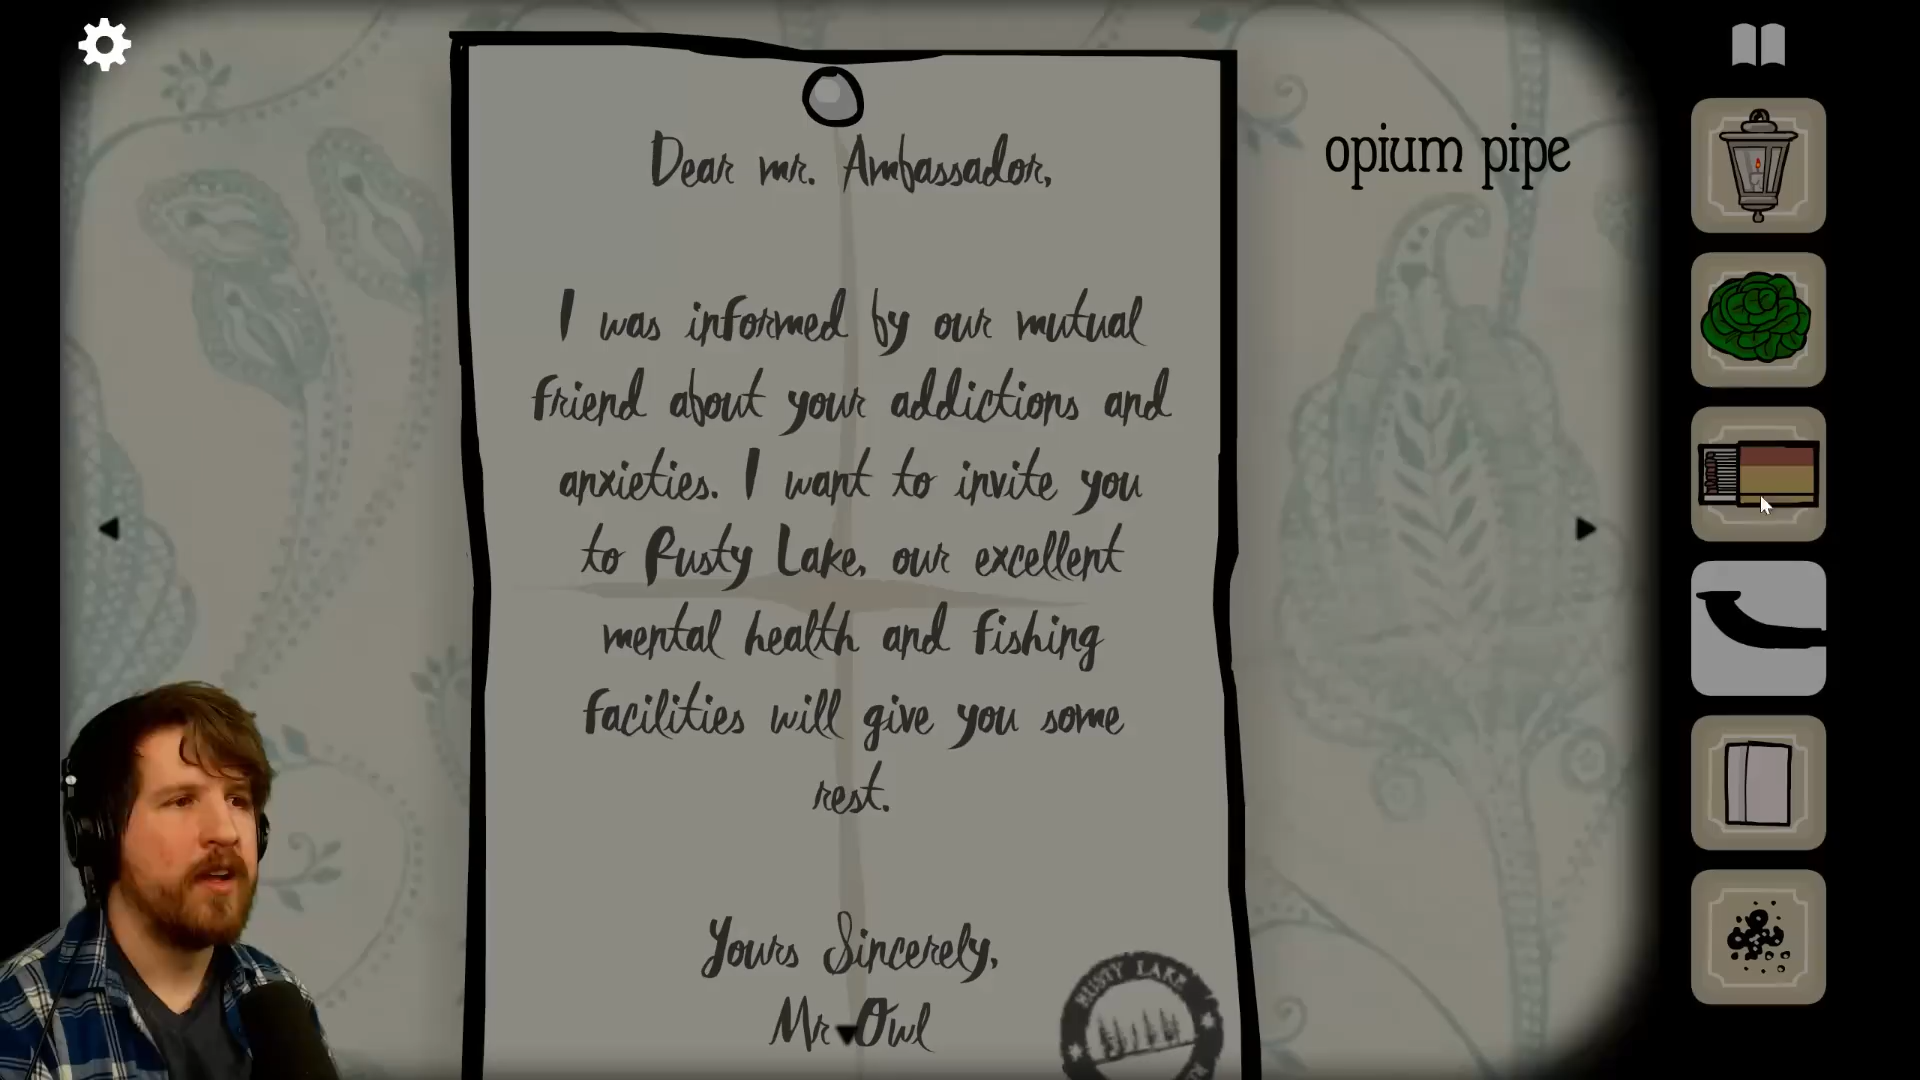 Dear mr. Ambassador,
opium pipe
I was informed by our mutual
friend about your addictions and
anxieties. I want to invite you
to Rusty Lake, our excellent
mental health and fishing
facilities will give you some
rest.
Yours Sincerely,
Mr Owl
RUSTY LAKE